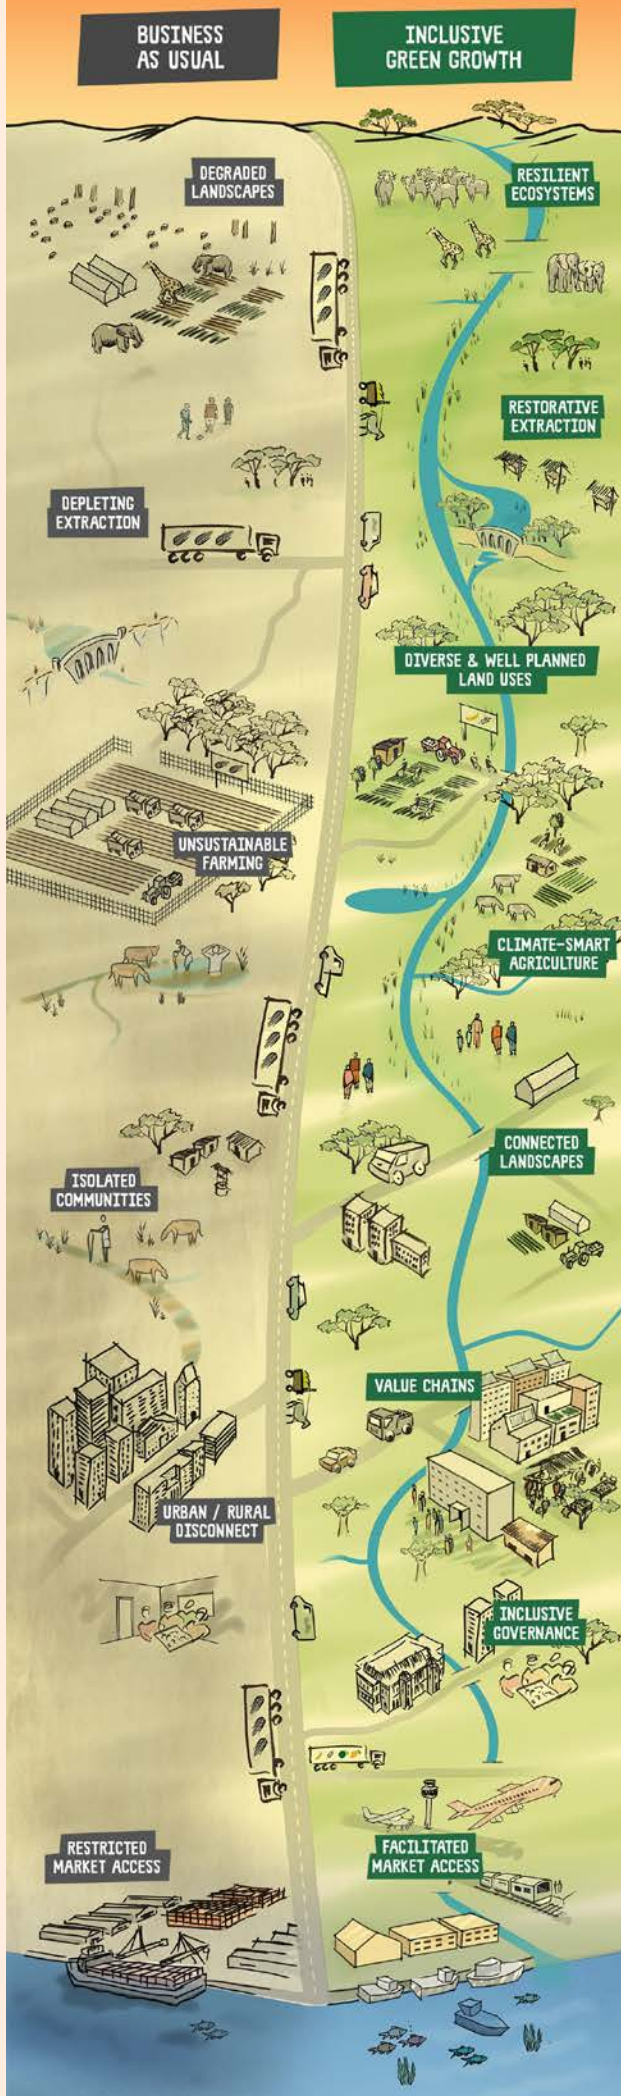 BUSINESS
AS USUAL
INCLUSIVE
GREEN GROWTH
DEGRADED
LANDSCAPES
RESILIENT
ECOSYSTEMS
RESTORATIVE
EXTRACTION
DEPLETING
EXTRACTION
DIVERSE & WELL PLANNED
LAND USES
UNSUSTAINABLE
FARMING
CLIMATE-SMART
AGRICULTURE
CONNECTED
LANDSCAPES
ISOLATED
COMMUNITIES
VALUE CHAINS
URBAN / RURAL
DISCONNECT
INCLUSIVE
GOVERNANCE
RESTRICTED
MARKET ACCESS
FACILITATED
MARKET ACCESS